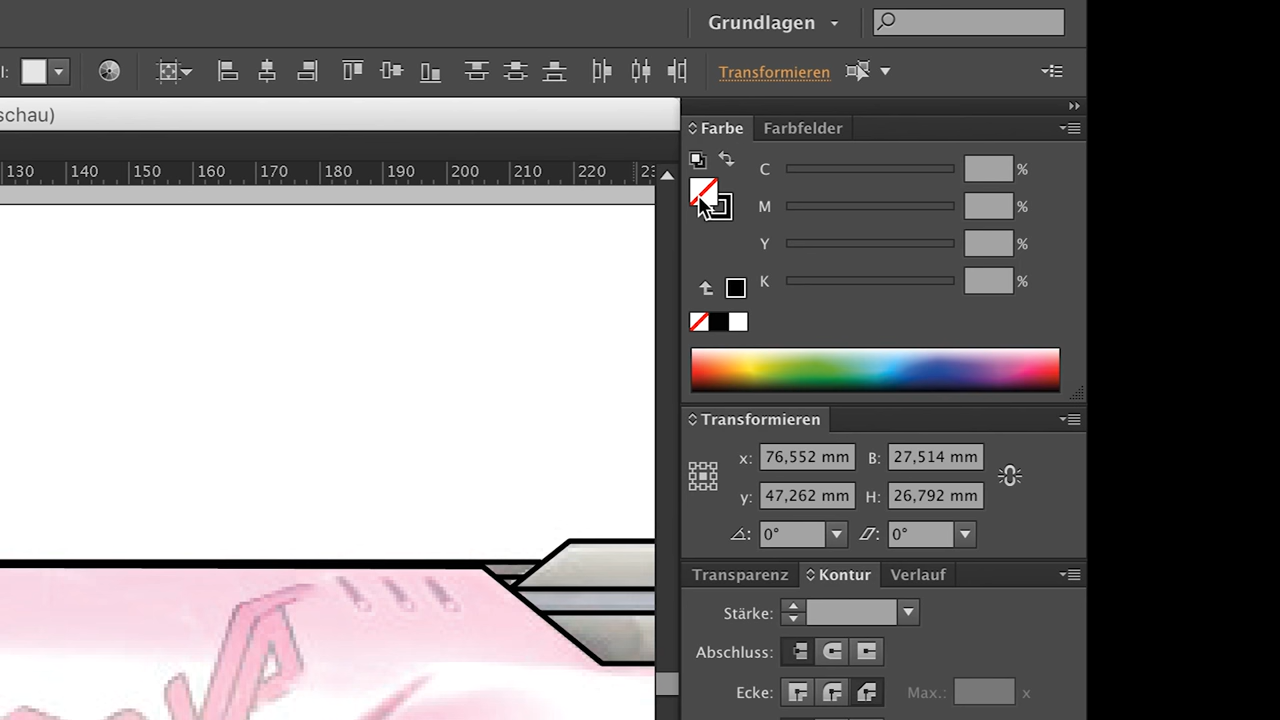 Grundlagen
l:
Transformieren
schau)
Farbe Farbfelder
130 140 150 160 170 180 190 200 210 220
C %
M %
Y %
K %
Transformieren
x: 76,552 mm B: 27,514 mm
y: 47,262 mm H: 26,792 mm
0° 0°
Transparenz Kontur Verlauf
Stärke:
Abschluss:
Ecke: Max.: x